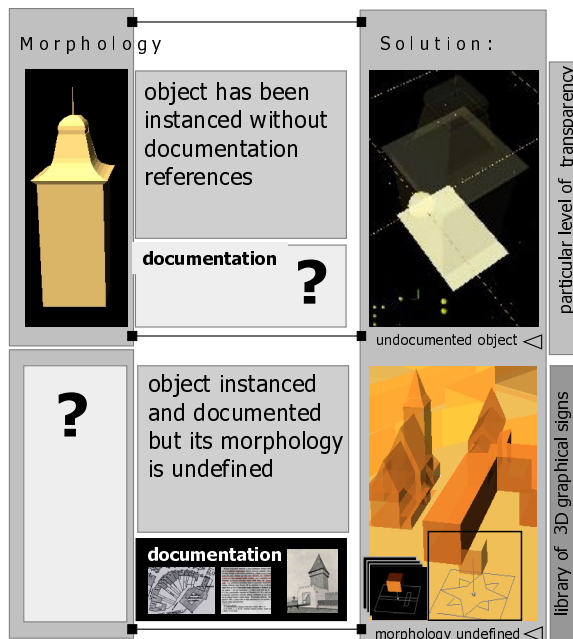 Morphology
Solution:
object has been
instanced without
documentation
references
documentation
?
undocumented object
particular level of transparency
?
object instanced
and documented
but its morphology
is undefined
documentation
morphology undefined
library of 3D graphical signs